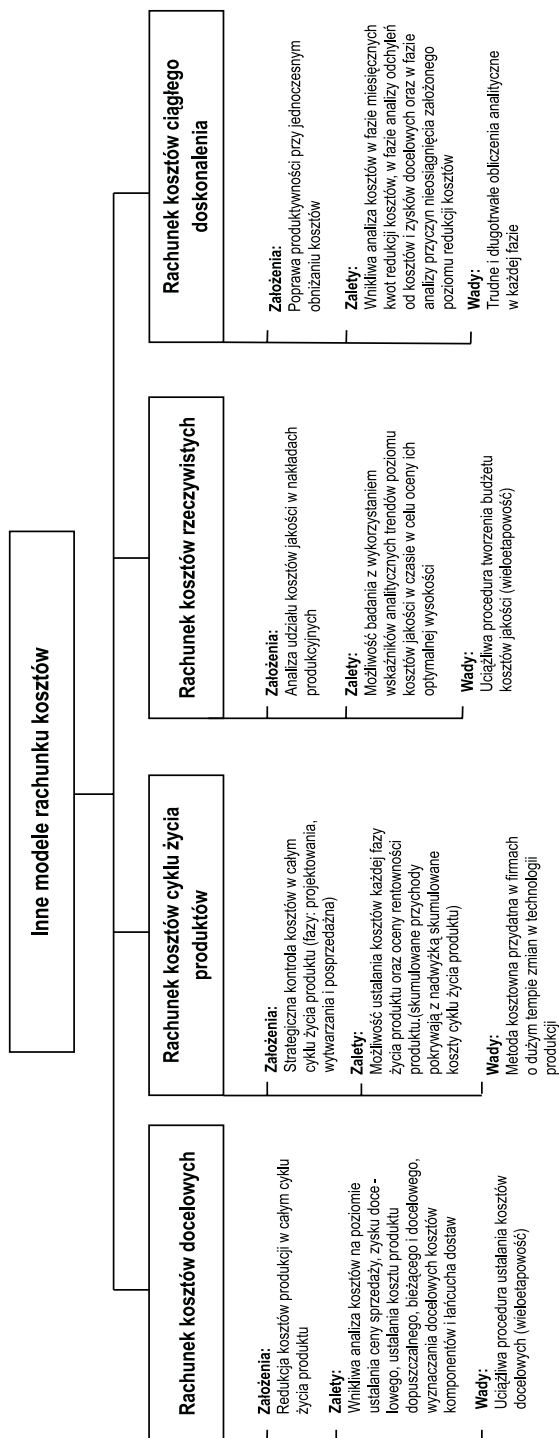 Inne modele rachunku kosztów
Rachunek kosztów docelowych
Założenia:
Redukcja kosztów produkcji w całym cyklu
życia produktu
Zalety:
Wnikliwa analiza kosztów na poziomie
ustalania ceny sprzedaży, zysku doce -
lowego, ustalania kosztu produktu
dopuszczalnego, bieżącego i docelowego,
wyznaczania docelowych kosztów
komponentów i łańcucha dostaw
Wady:
Uciążliwa procedura ustalania kosztów
docelowych (wieloetapowość)
Rachunek kosztów cyklu życia
produktów
Założenia:
Strategiczna kontrola kosztów w całym
cyklu życia produktu (fazy: projektowania,
wytwarzania i posprzedażna)
Zalety:
Możliwość ustalania kosztów każdej fazy
życia produktu oraz oceny rentowności
produktu.(skumulowane przychody
pokrywają z nadwyżką skumulowane
koszty cyklu życia produktu)
Wady:
Metoda kosztowna przydatna w firmach
o dużym tempie zmian w technologii
produkcji
Rachunek kosztów rzeczywistych
Założenia:
Analiza udziału kosztów jakości w nakładach
produkcyjnych
Zalety:
Możliwość badania z wykorzystaniem
wskaźników analitycznych trendów poziomu
kosztów jakości w czasie w celu oceny ich
optymalnej wysokości
Wady:
Uciążliwa procedura tworzenia budżetu
kosztów jakości (wieloetapowość)
Rachunek kosztów ciągłego
doskonalenia
Założenia:
Poprawa produktywności przy jednoczesnym
obniżaniu kosztów
Zalety:
Wnikliwa analiza kosztów w fazie miesięcznych
kwot redukcji kosztów, w fazie analizy odchyleń
od kosztów i zysków docelowych oraz w fazie
analizy przyczyn nieosiągnięcia założonego
poziomu redukcji kosztów
Wady:
Trudne i długotrwałe obliczenia analityczne
w każdej fazie